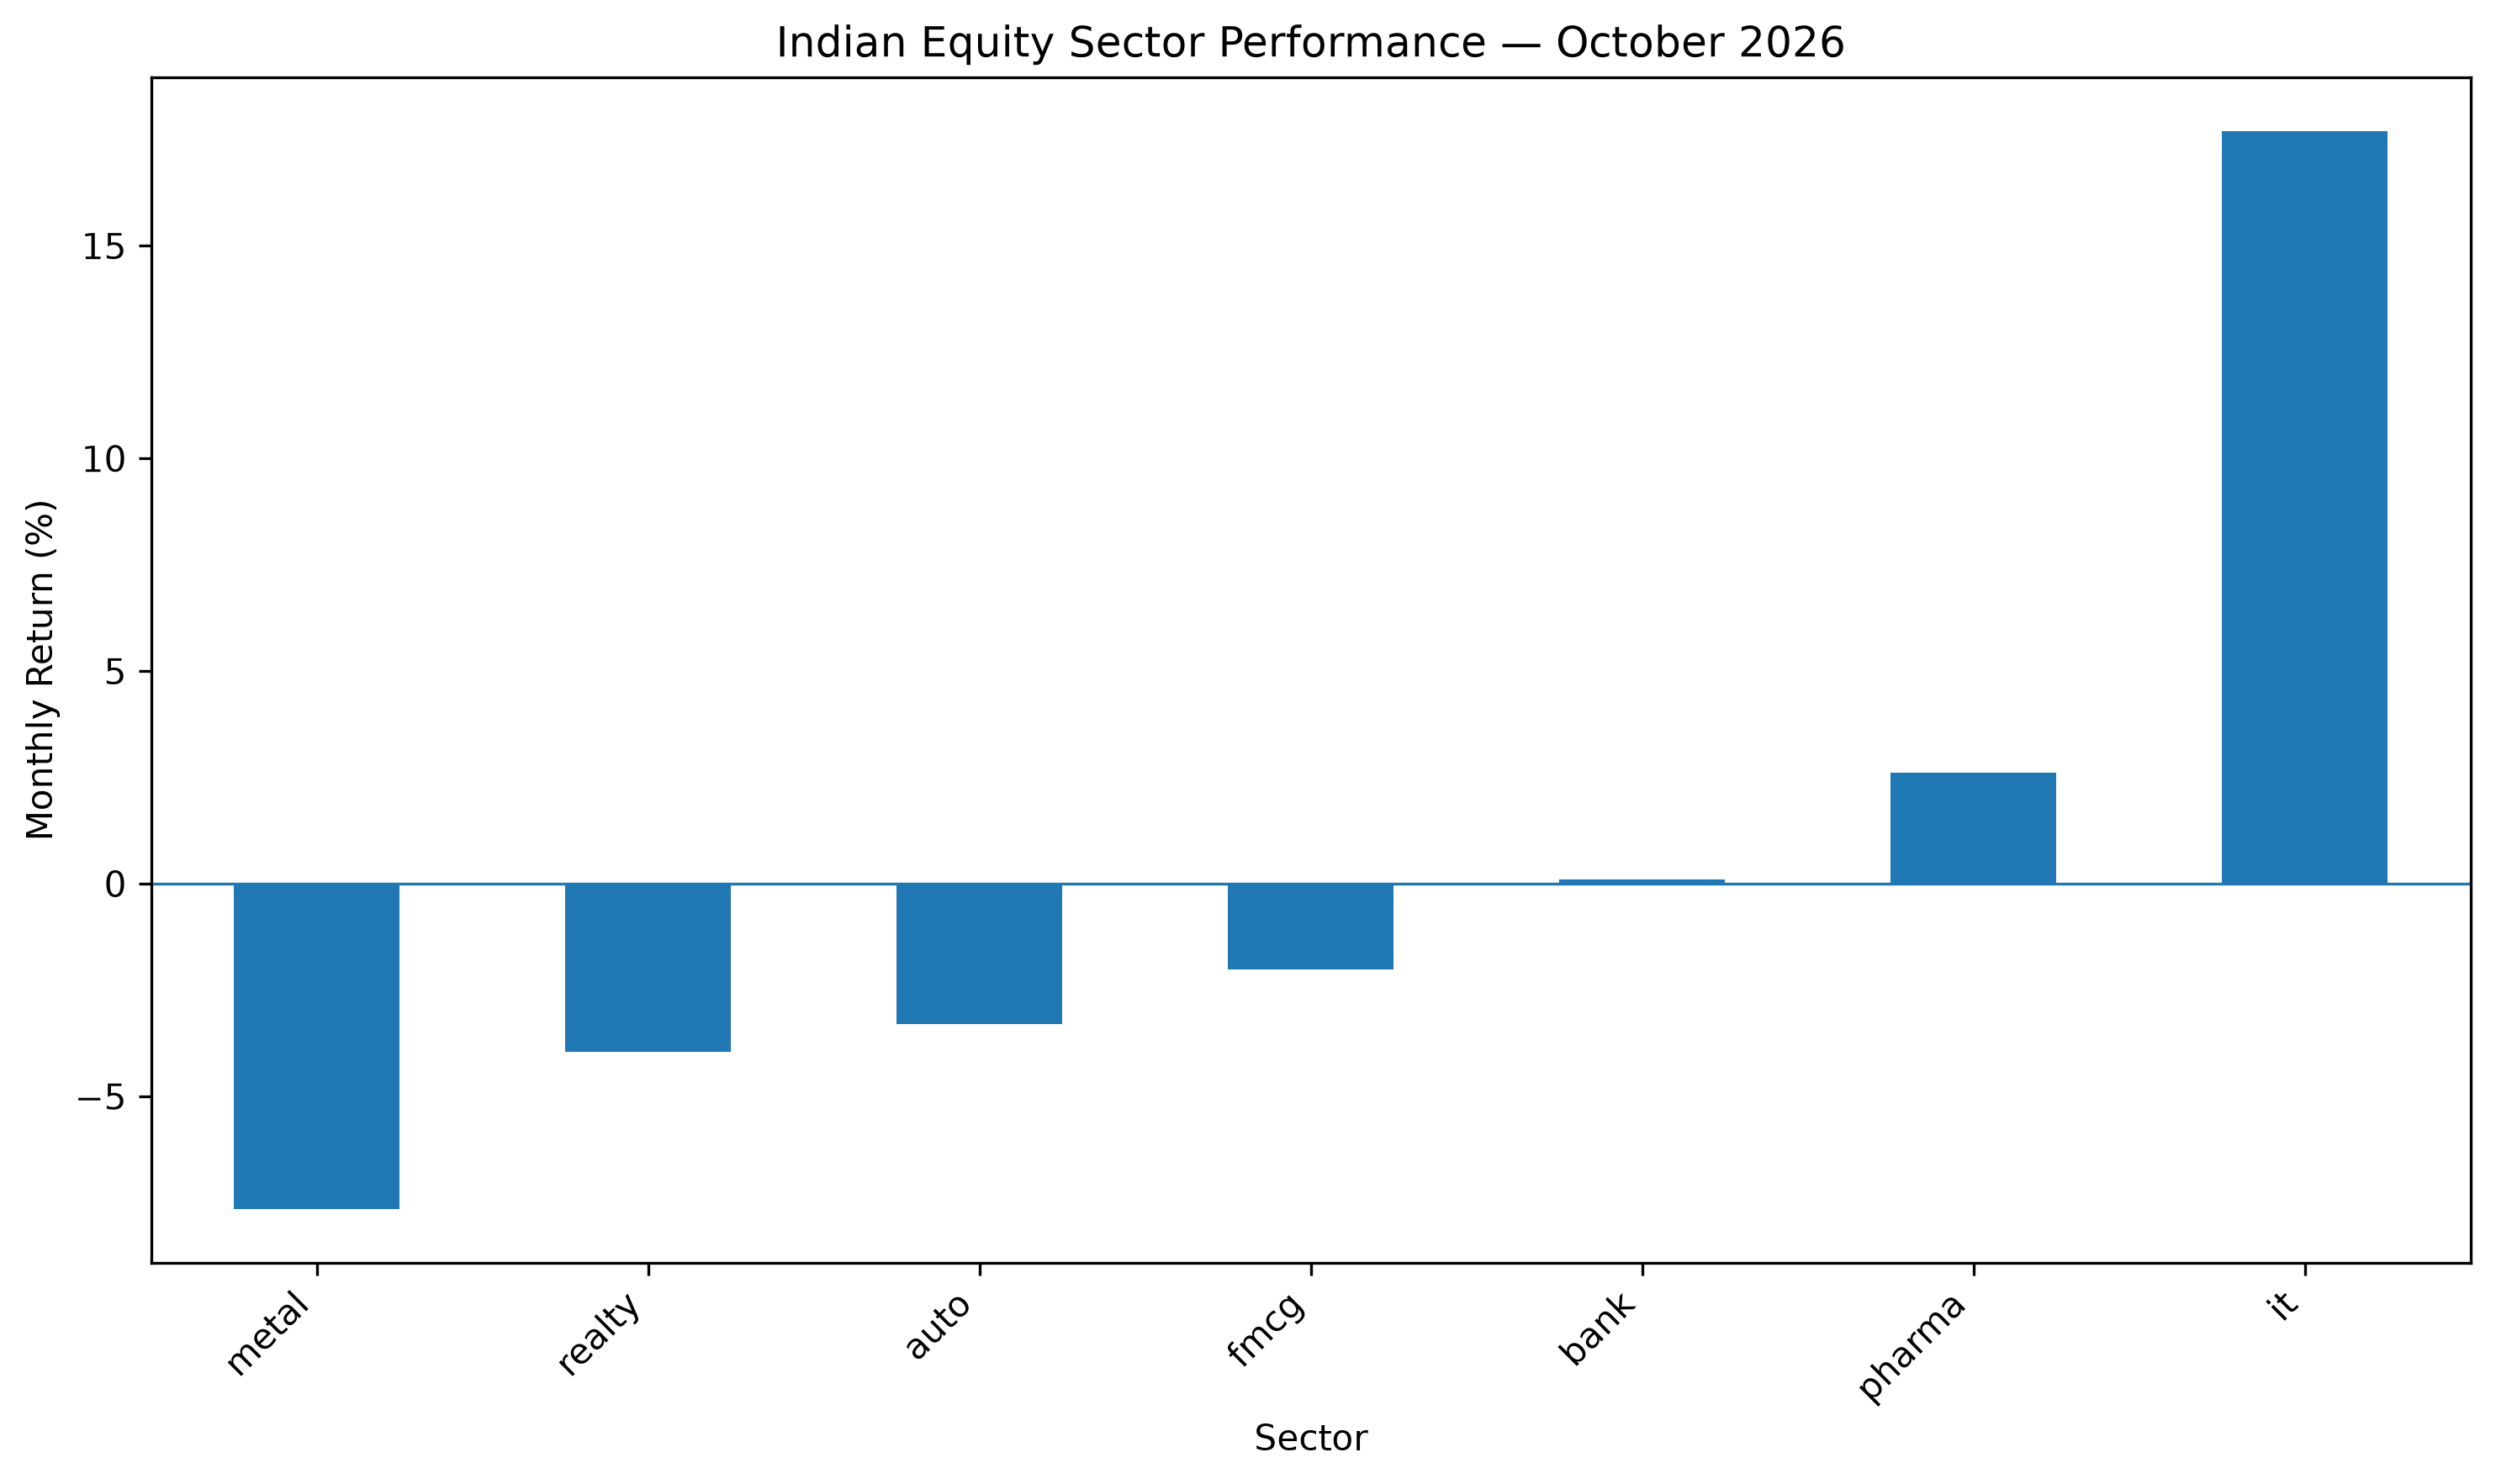 Indian Equity Sector Performance — October 2026
Monthly Return (%)
15
10
5
0
−5
metal
realty
auto
fmcg
bank
pharma
it
Sector